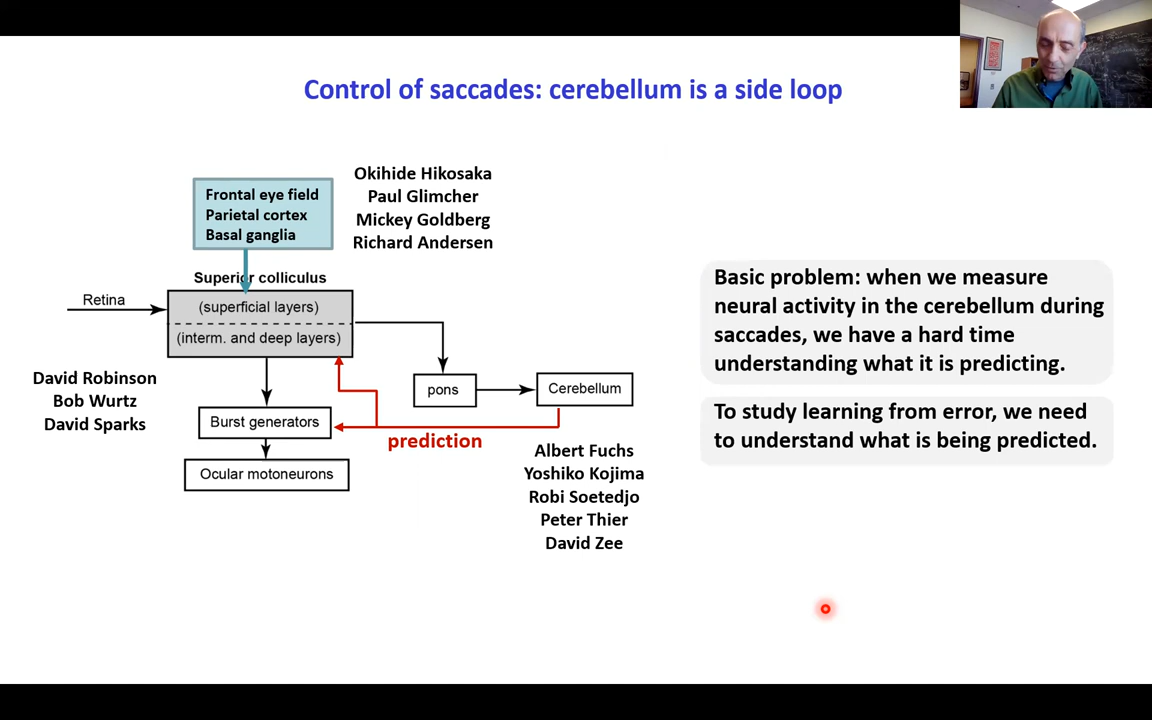 Control of saccades: cerebellum is a side loop
Frontal eye field
Parietal cortex
Basal ganglia
Okihide Hikosaka
Paul Glimcher
Mickey Goldberg
Richard Andersen
Superior colliculus
Retina
(superficial layers)
(interm. and deep layers)
David Robinson
Bob Wurtz
David Sparks
pons
Cerebellum
Burst generators
prediction
Ocular motoneurons
Albert Fuchs
Yoshiko Kojima
Robi Soetedjo
Peter Thier
David Zee
Basic problem: when we measure
neural activity in the cerebellum during
saccades, we have a hard time
understanding what it is predicting.
To study learning from error, we need
to understand what is being predicted.